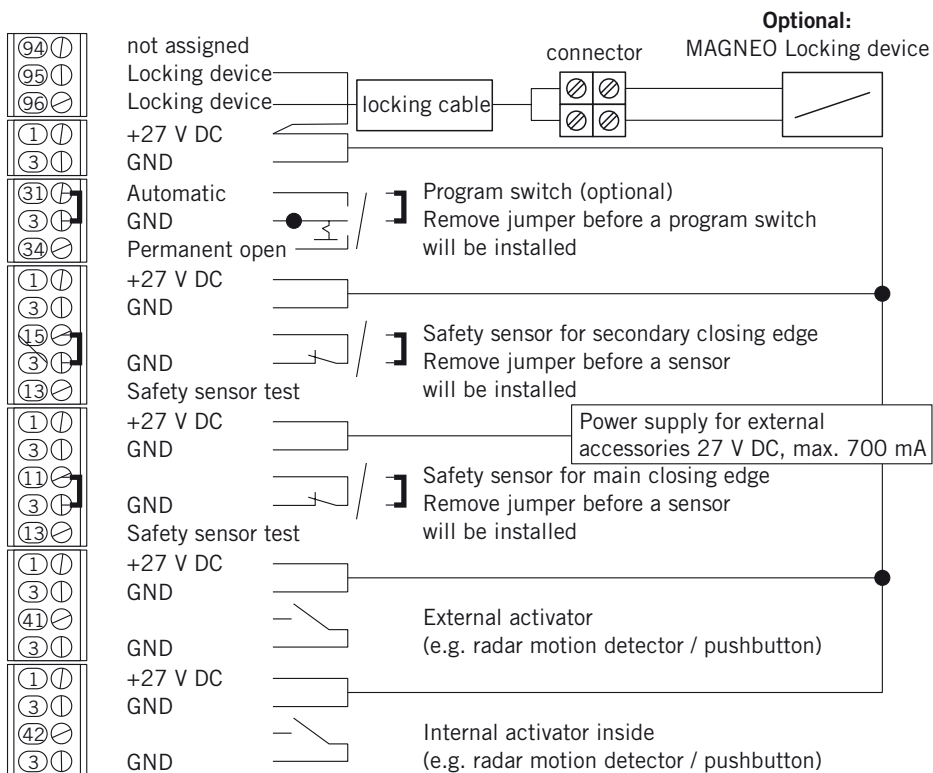 Optional:
MAGNEO Locking device
connector
94 not assigned
95 Locking device
96 Locking device
locking cable
1 +27 V DC
3 GND
31 Automatic
3 GND
34 Permanent open
Program switch (optional)
Remove jumper before a program switch
will be installed
1 +27 V DC
3 GND
15
3 GND
13 Safety sensor test
Safety sensor for secondary closing edge
Remove jumper before a sensor
will be installed
1 +27 V DC
3 GND
Power supply for external
accessories 27 V DC, max. 700 mA
11
3 GND
13 Safety sensor test
Safety sensor for main closing edge
Remove jumper before a sensor
will be installed
1 +27 V DC
3 GND
41
3 GND
External activator
(e.g. radar motion detector / pushbutton)
1 +27 V DC
3 GND
42
3 GND
Internal activator inside
(e.g. radar motion detector / pushbutton)